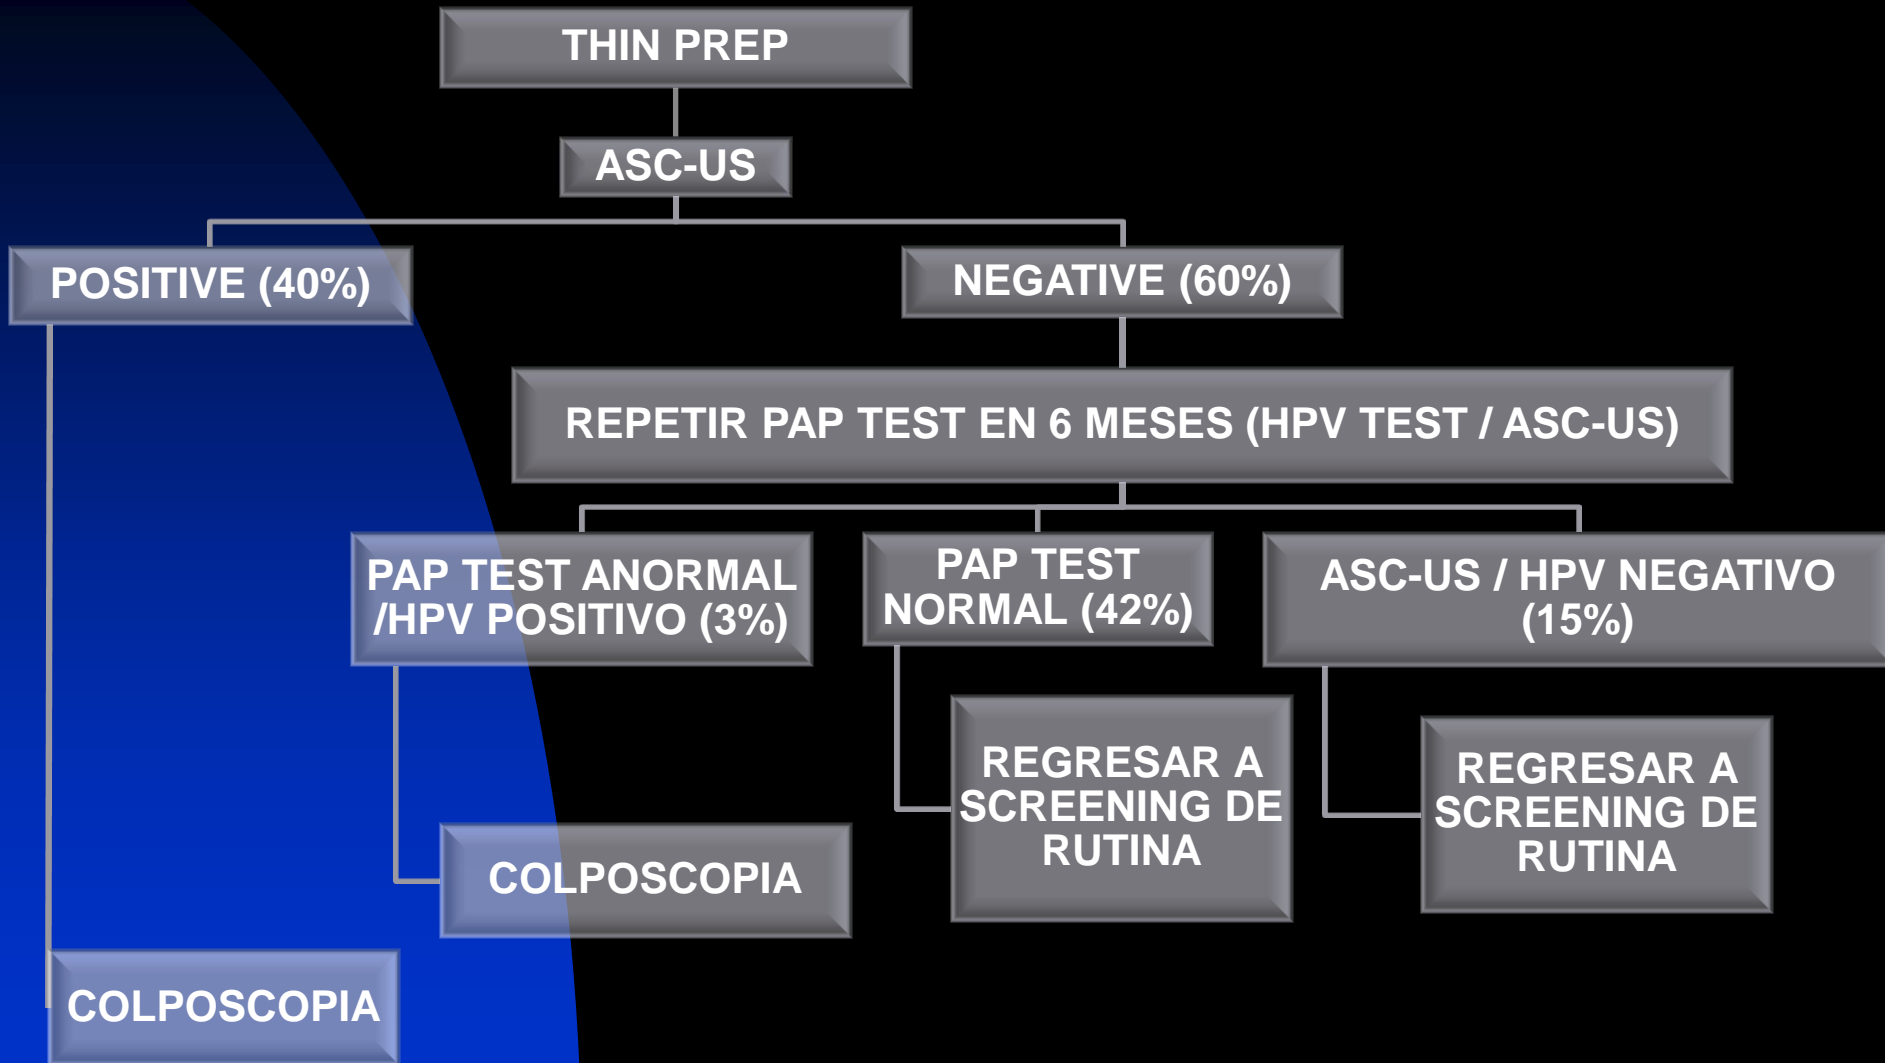 THIN PREP
ASC-US
POSITIVE (40%)
NEGATIVE (60%)
REPETIR PAP TEST EN 6 MESES (HPV TEST / ASC-US)
PAP TEST ANORMAL
/HPV POSITIVO (3%)
PAP TEST
NORMAL (42%)
ASC-US / HPV NEGATIVO
(15%)
REGRESAR A
SCREENING DE
RUTINA
REGRESAR A
SCREENING DE
RUTINA
COLPOSCOPIA
COLPOSCOPIA